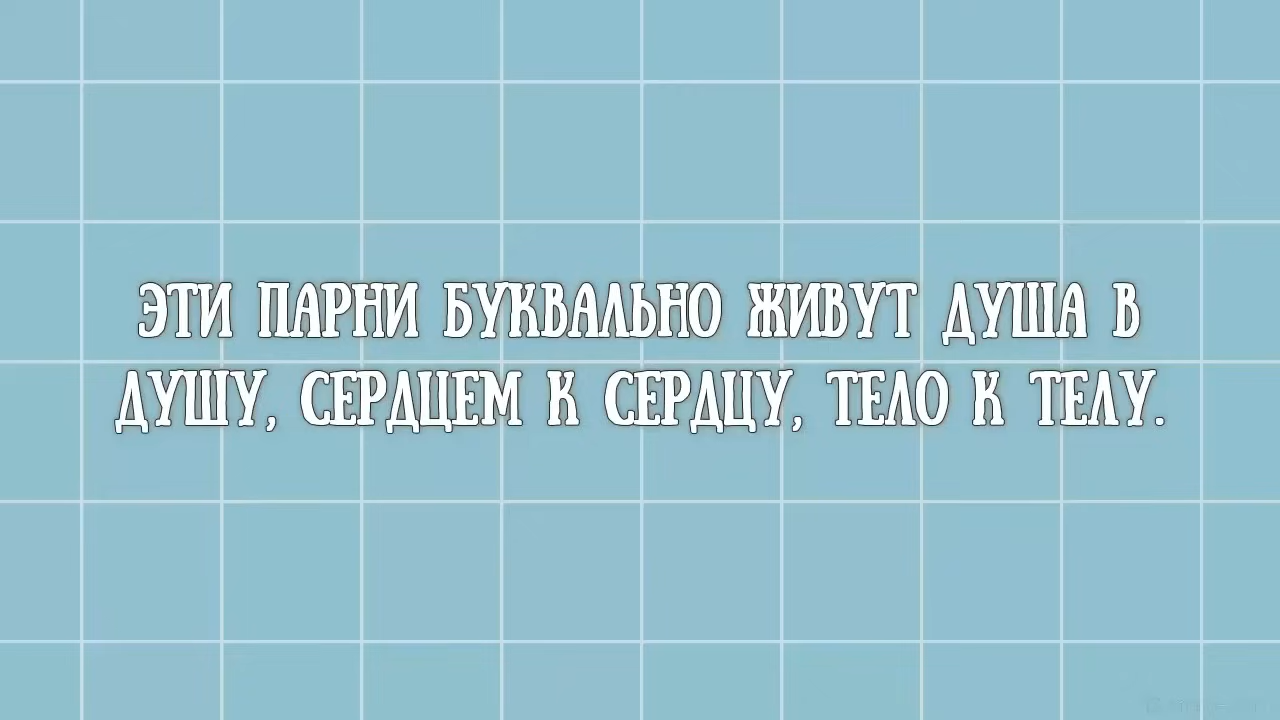 ЭТИ ПАРНИ БУКВАЛЬНО ЖИВУТ ДУША В
ДУШУ, СЕРДЦЕМ К СЕРДЦУ, ТЕЛО К ТЕЛУ.